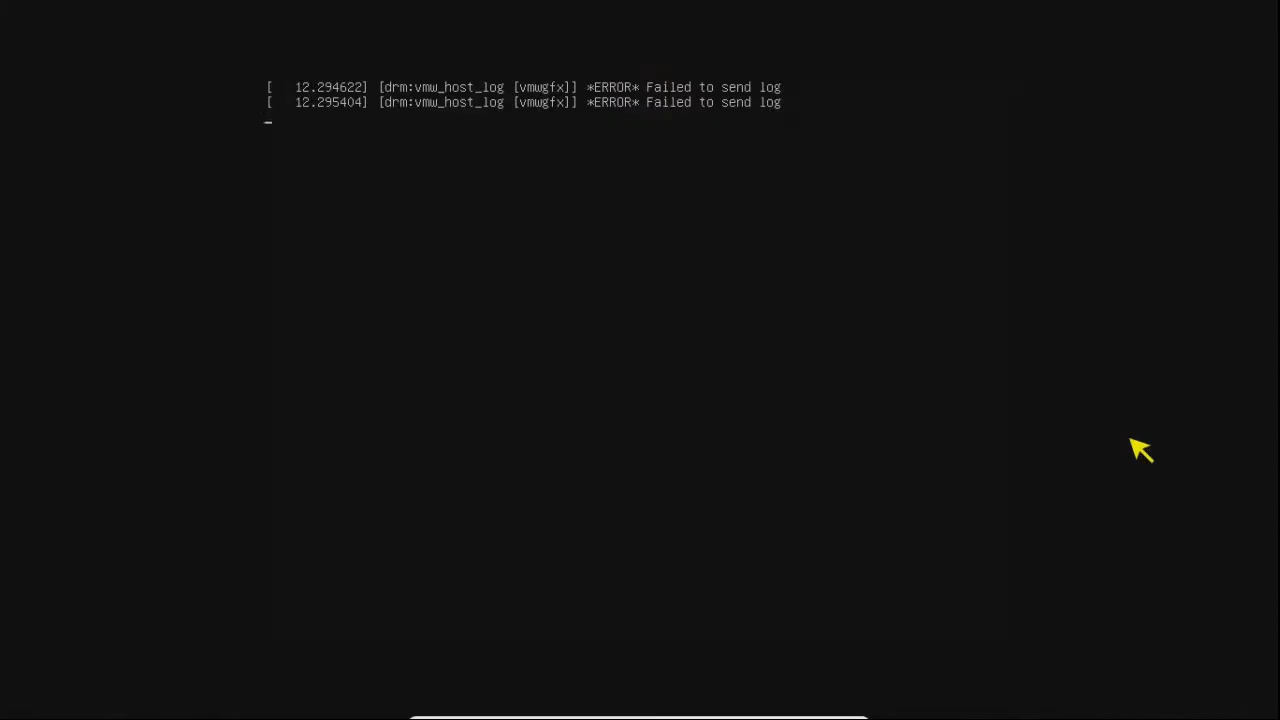 [   12.294622] [drm:vmw_host_log [vmwgfx]] *ERROR* Failed to send log
[   12.295404] [drm:vmw_host_log [vmwgfx]] *ERROR* Failed to send log